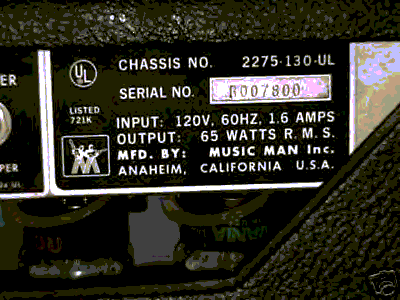 CHASSIS NO. 2275-130-UL
SERIAL NO. B007800
UL
LISTED
721K
INPUT: 120V, 60HZ, 1.6 AMPS
OUTPUT: 65 WATTS R.M.S.
MFD. BY: MUSIC MAN Inc.
ANAHEIM, CALIFORNIA U.S.A.